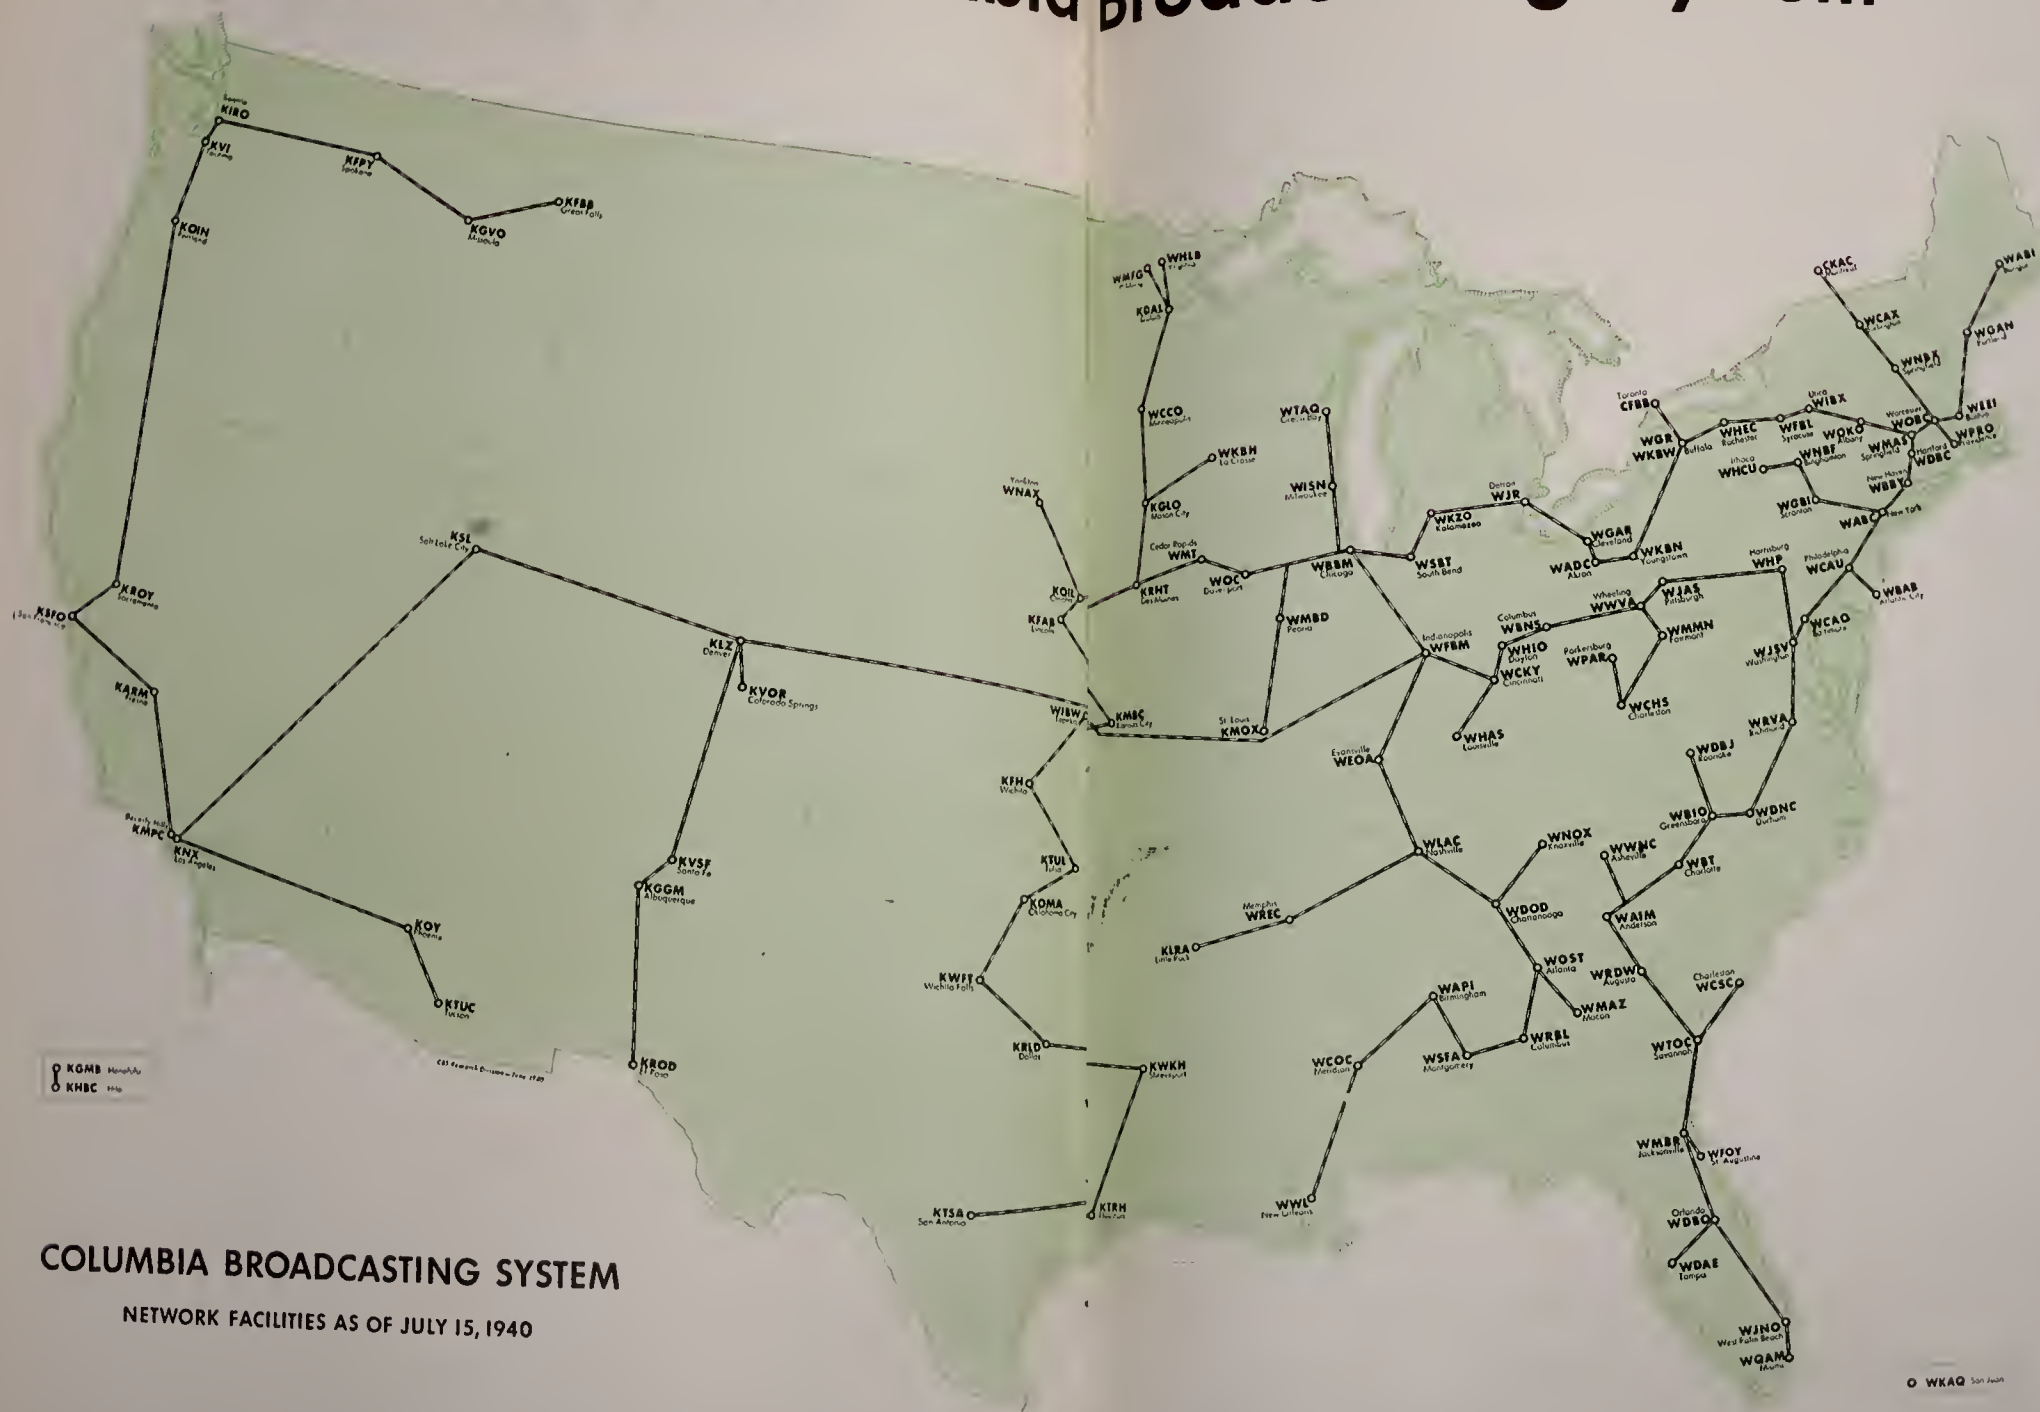 KIRO
KVI
KFPY
Spokane
KFBB
Great Falls
KGVO
Missoula
KOIN
Portland
WMFG
WHLB
KDAL
CKAC
WABI
WCAX
WGAN
Portland
WNBX
Springfield
WCCO
Minneapolis
WTAQ
Green Bay
Toronto
CFRB
Utica
WIBX
WHEC
Rochester
WFBL
Syracuse
WOKO
Albany
Worcester
WORC
WEEI
WPRO
Providence
WMAS
Springfield
Hartford
WDRC
WGR
WKBW
Buffalo
WKBH
La Crosse
Ithaca
WHCU
WNBF
Binghamton
New Haven
WNAX
WISN
Milwaukee
Detroit
WJR
WKZO
Kalamazoo
WGBI
Scranton
WABC
New York
KGLO
Mason City
KSL
Salt Lake City
Cedar Rapids
WMT
WOC
Davenport
WBBM
Chicago
WSBT
South Bend
WGAR
Cleveland
WADC
Akron
WKBN
Youngstown
Harrisburg
WHP
Philadelphia
WCAU
KROY
Sacramento
KSFO
San Francisco
KOIL
Omaha
KRNT
Des Moines
WJAS
Pittsburgh
Wheeling
WWVA
Atlantic City
KFAB
Lincoln
WMBD
Peoria
Columbus
WBNS
WMMN
Fairmont
WCAO
Baltimore
KLZ
Denver
Indianapolis
WFBM
WHIO
Dayton
Parkersburg
WPAR
WJSV
Washington
KARM
Fresno
KVOR
Colorado Springs
WCKY
Cincinnati
WCHS
Charleston
WIBW
Topeka
KMBC
Kansas City
St Louis
KMOX
WHAS
Louisville
WRVA
Richmond
Evansville
WEOA
WDBJ
Roanoke
KFH
Wichita
Beverly Hills
KMPC
KNX
Los Angeles
WBIG
Greensboro
WDNC
Durham
KVSF
Santa Fe
KTUL
Tulsa
WLAC
Nashville
WNOX
Knoxville
WWNC
Asheville
WBT
Charlotte
KGGM
Albuquerque
KOMA
Oklahoma City
Memphis
WREC
WDOD
Chattanooga
WAIM
Anderson
KOY
Phoenix
KLRA
Little Rock
KWFT
Wichita Falls
Atlanta
WRDW
Augusta
Charleston
WCSC
KTUC
Tucson
WAPI
Birmingham
WMAZ
Macon
KRLD
Dallas
WRBL
Columbus
WTOC
Savannah
WSFA
Montgomery
WCOC
Meridian
KWKH
Shreveport
KROD
El Paso
KGMB Honolulu
KHBC Hilo
WMBR
Jacksonville
WFOY
St Augustine
KTSA
San Antonio
KTRH
WWL
New Orleans
Orlando
WDBO
WDAE
Tampa
COLUMBIA BROADCASTING SYSTEM
NETWORK FACILITIES AS OF JULY 15, 1940
WJNO
West Palm Beach
WQAM
Miami
WKAQ San Juan